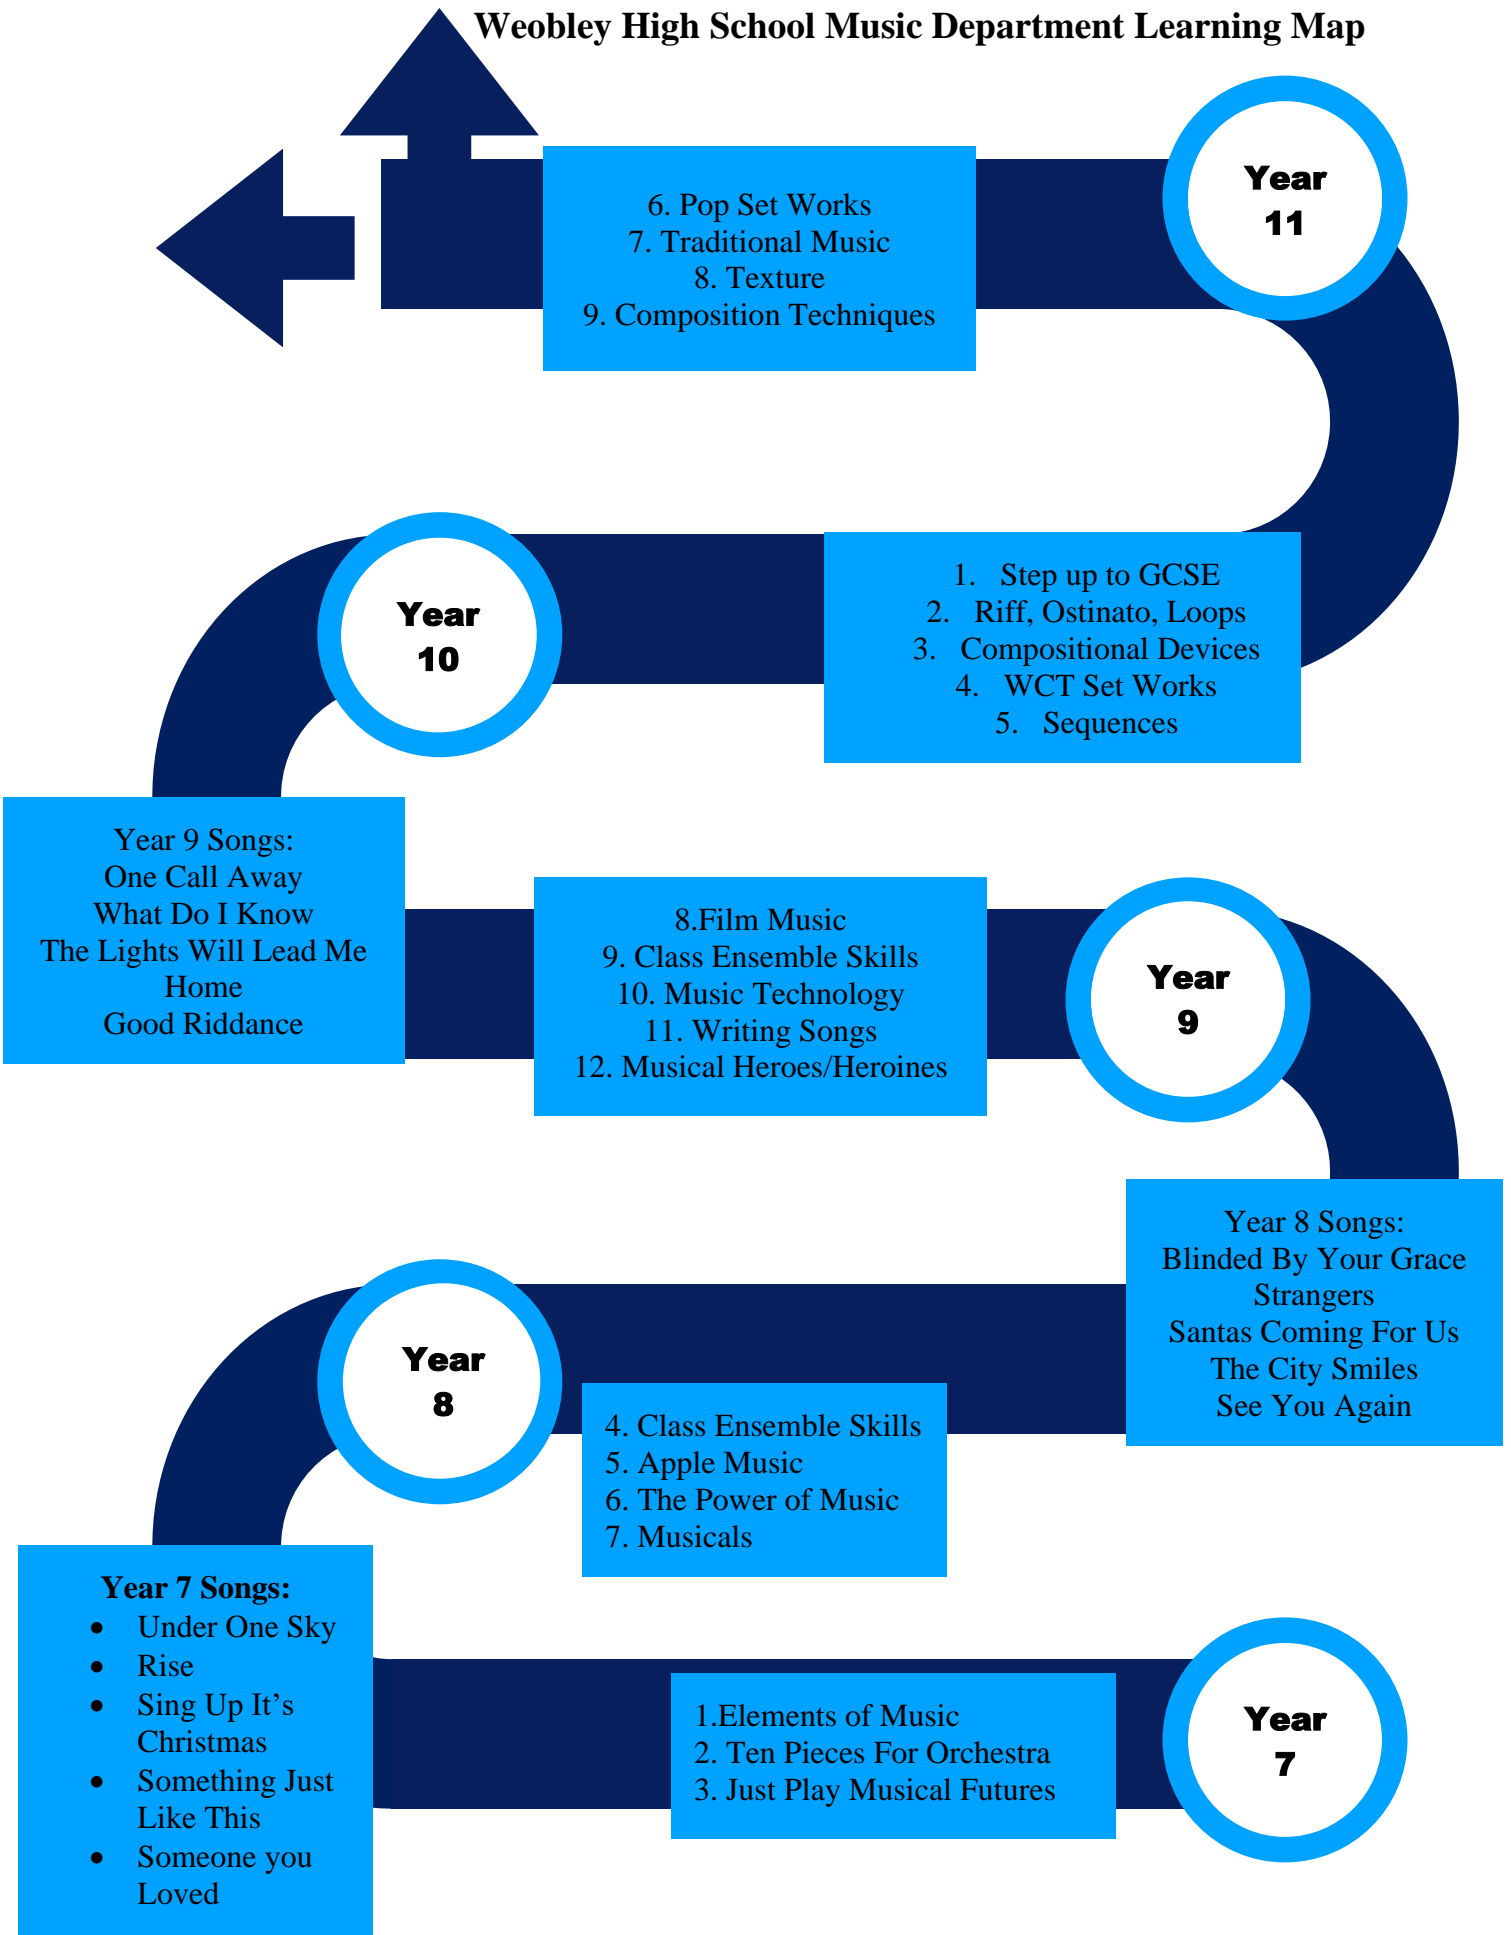 Weobley High School Music Department Learning Map
Year
11
6. Pop Set Works
7. Traditional Music
8. Texture
9. Composition Techniques
Year
10
1. Step up to GCSE
2. Riff, Ostinato, Loops
3. Compositional Devices
4. WCT Set Works
5. Sequences
Year 9 Songs:
One Call Away
What Do I Know
The Lights Will Lead Me
Home
Good Riddance
8.Film Music
9. Class Ensemble Skills
10. Music Technology
11. Writing Songs
12. Musical Heroes/Heroines
Year
9
Year 8 Songs:
Blinded By Your Grace
Strangers
Santas Coming For Us
The City Smiles
See You Again
Year
8
4. Class Ensemble Skills
5. Apple Music
6. The Power of Music
7. Musicals
Year 7 Songs:
• Under One Sky
• Rise
• Sing Up It’s
Christmas
• Something Just
Like This
• Someone you
Loved
1.Elements of Music
2. Ten Pieces For Orchestra
3. Just Play Musical Futures
Year
7